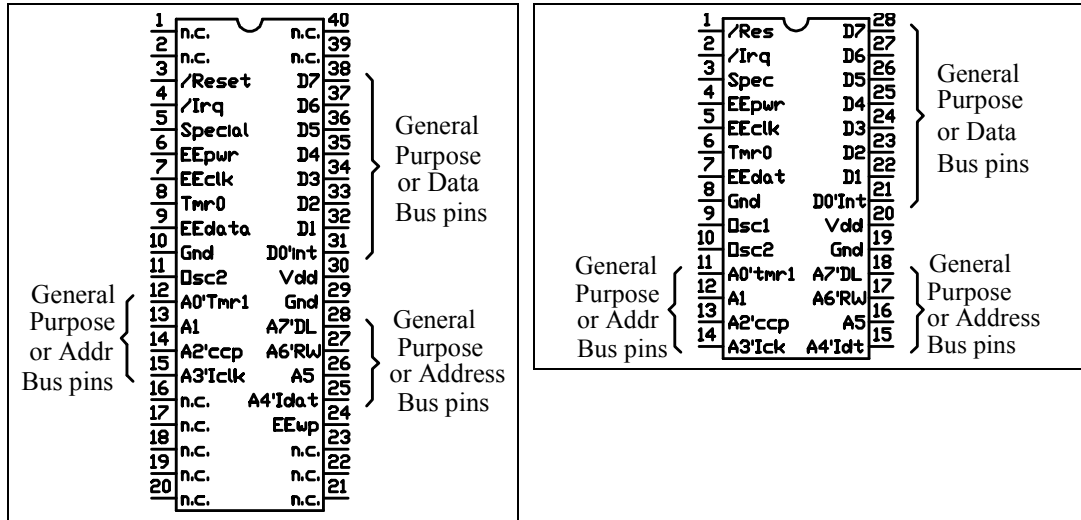 1 n.c. n.c. 40
2 n.c. n.c. 39
3 /Reset D7 38
4 /Irq D6 37
5 Special D5 36
6 EEpwr D4 35
7 EEclk D3 34
8 Tmr0 D2 33
9 EEdata D1 32
10 Gnd D0'Int 31
11 Osc2 Vdd 30
12 A0'Tmr1 Gnd 29
13 A1 A7'DL 28
14 A2'ccp A6'RW 27
15 A3'Iclk A5 26
16 n.c. A4'Idat 25
17 n.c. EEwp 24
18 n.c. n.c. 23
19 n.c. n.c. 22
20 n.c. n.c. 21
General
Purpose
or Data
Bus pins
General
Purpose
or Addr
Bus pins
General
Purpose
or Address
Bus pins
1 /Res D7 28
2 /Irq D6 27
3 Spec D5 26
4 EEpwr D4 25
5 EEclk D3 24
6 Tmr0 D2 23
7 EEdat D1 22
8 Gnd D0'Int 21
9 Osc1 Vdd 20
10 Osc2 Gnd 19
11 A0'tmr1 A7'DL 18
12 A1 A6'RW 17
13 A2'ccp A5 16
14 A3'Ick A4'Idt 15
General
Purpose
or Data
Bus pins
General
Purpose
or Addr
Bus pins
General
Purpose
or Address
Bus pins